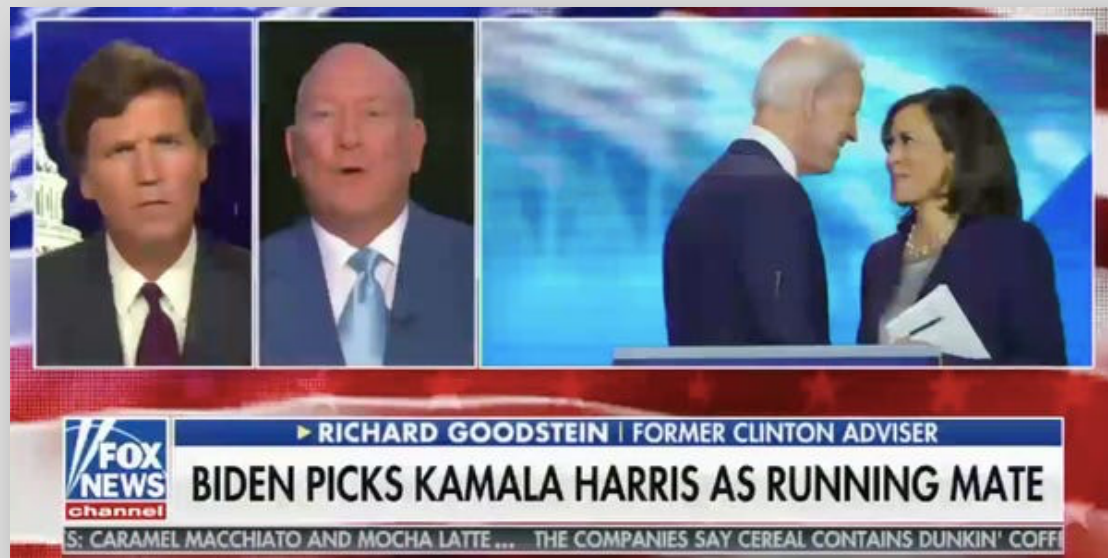 RICHARD GOODSTEIN | FORMER CLINTON ADVISER
FOX
NEWS
channel
BIDEN PICKS KAMALA HARRIS AS RUNNING MATE
S: CARAMEL MACCHIATO AND MOCHA LATTE... THE COMPANIES SAY CEREAL CONTAINS DUNKIN' COFF